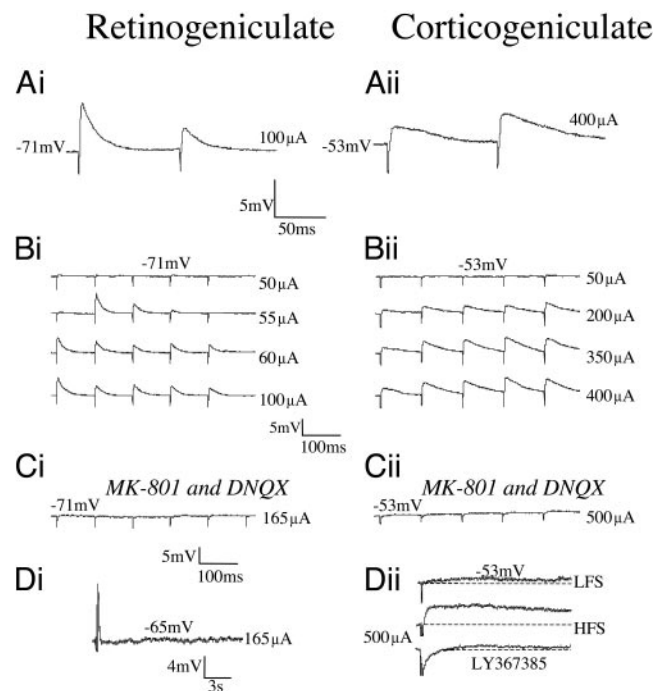 Retinogeniculate Corticogeniculate
Ai Aii
-71mV 100µA -53mV 400µA
5mV
50ms
Bi Bii
-71mV -53mV
50µA 50µA
55µA 200µA
60µA 350µA
100µA 400µA
5mV
100ms
Ci Cii
MK-801 and DNQX MK-801 and DNQX
-71mV 165µA -53mV 500µA
5mV
100ms
Di Dii
-53mV
LFS
-65mV
165µA
HFS
500µA
LY367385
4mV
3s